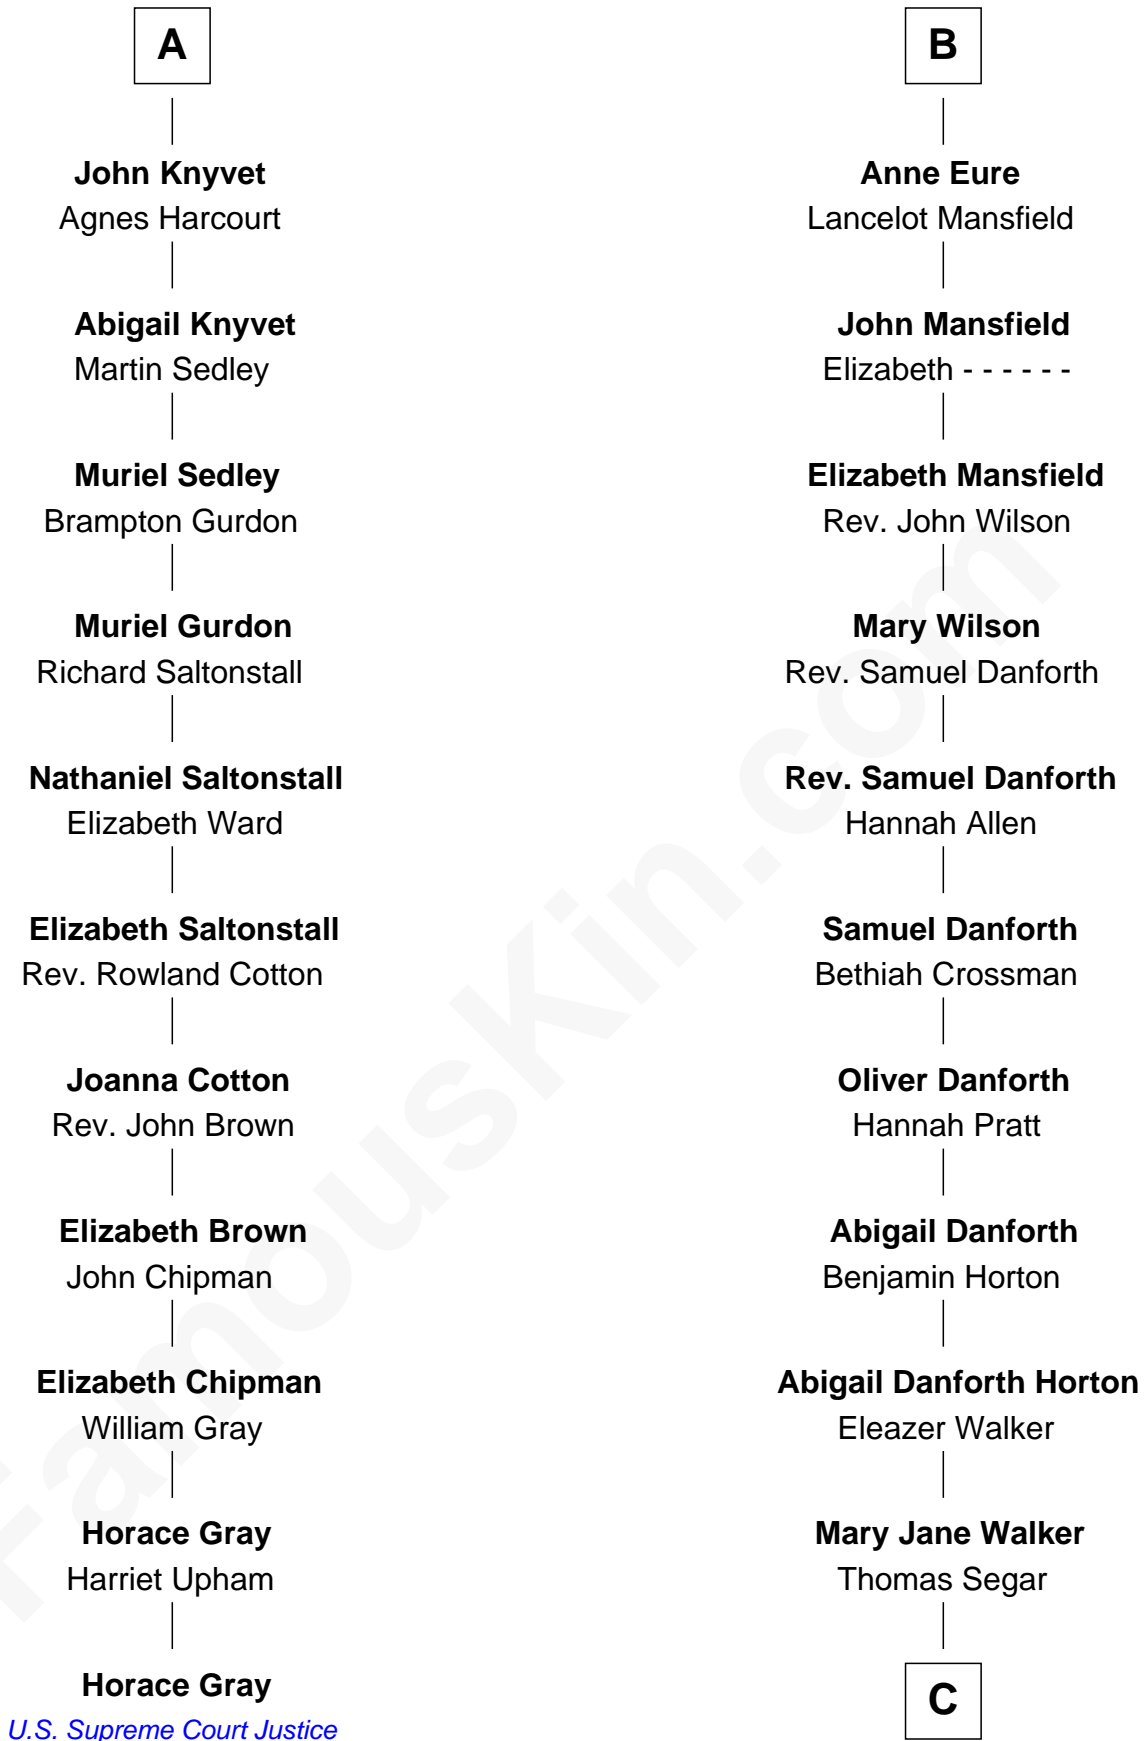 A
John Knyvet
Agnes Harcourt
Abigail Knyvet
Martin Sedley
Muriel Sedley
Brampton Gurdon
Muriel Gurdon
Richard Saltonstall
Nathaniel Saltonstall
Elizabeth Ward
Elizabeth Saltonstall
Rev. Rowland Cotton
Joanna Cotton
Rev. John Brown
Elizabeth Brown
John Chipman
Elizabeth Chipman
William Gray
Horace Gray
Harriet Upham
Horace Gray
U.S. Supreme Court Justice
B
Anne Eure
Lancelot Mansfield
John Mansfield
Elizabeth - - - - - -
Elizabeth Mansfield
Rev. John Wilson
Mary Wilson
Rev. Samuel Danforth
Rev. Samuel Danforth
Hannah Allen
Samuel Danforth
Bethiah Crossman
Oliver Danforth
Hannah Pratt
Abigail Danforth
Benjamin Horton
Abigail Danforth Horton
Eleazer Walker
Mary Jane Walker
Thomas Segar
C
FamousKin.com